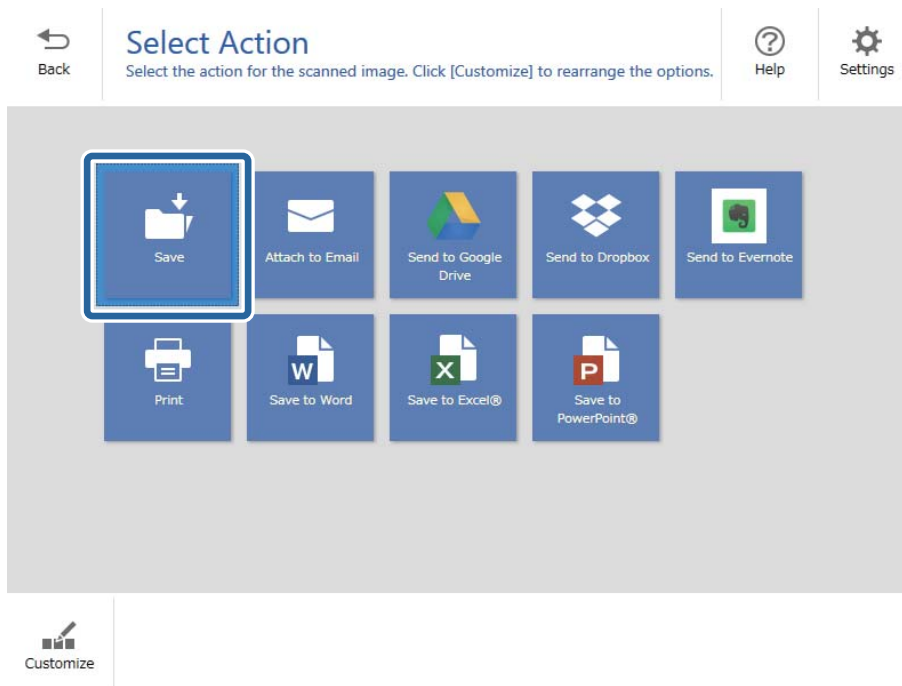 Back
Select Action
Select the action for the scanned image. Click [Customize] to rearrange the options.
Help
Settings
Save
Attach to Email
Send to Google
Drive
Send to Dropbox
Send to Evernote
Print
W
Save to Word
X
Save to Excel®
P
Save to
PowerPoint®
Customize